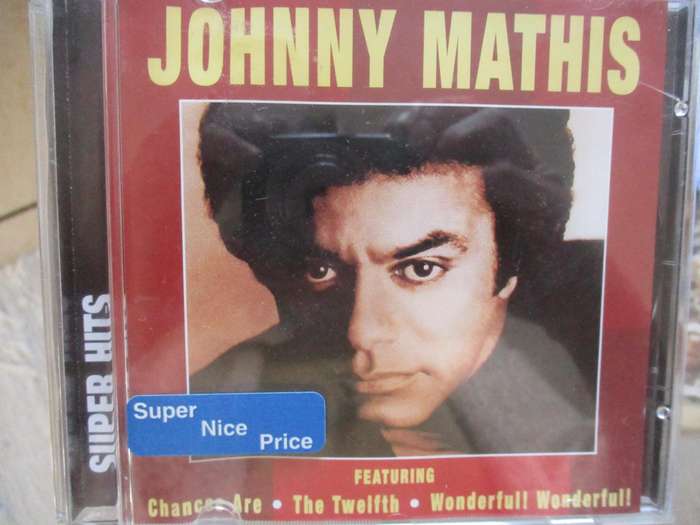 JOHNNY MATHIS
SUPER HITS
Super
Nice
Price
FEATURING
Chances Are • The Twelfth • Wonderful! Wonderful!